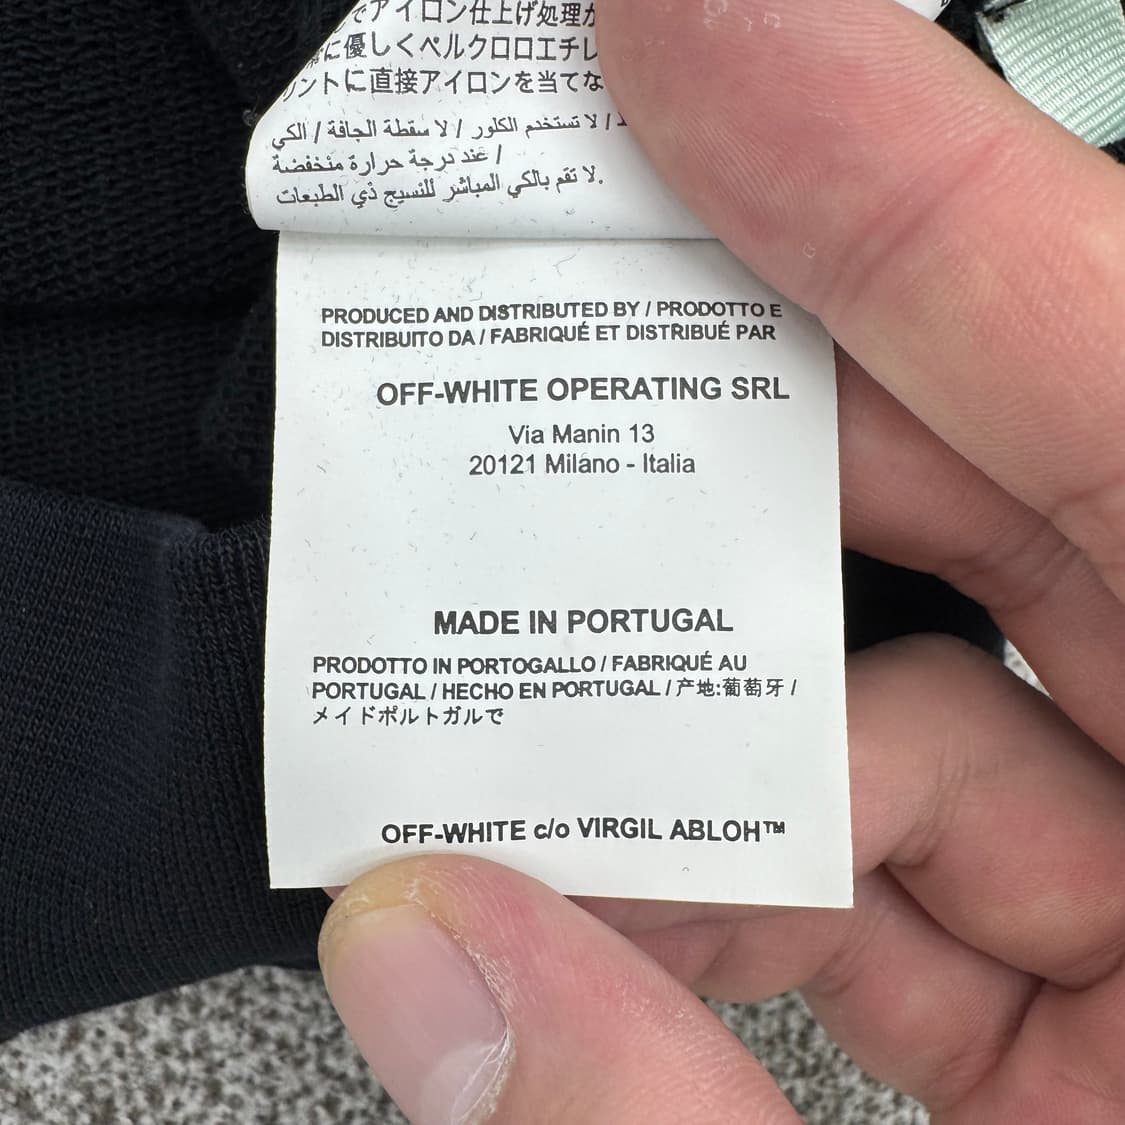 でアイロン仕上げ処理
に優しくペルクロロエチレ
ントに直接アイロンを当てな
لا تستخدم الكلور / لا سقطة الجافة / الكي
عند درجة حرارة منخفضة /
لا تقم بالكي المباشر للنسيج ذي الطبعات.
PRODUCED AND DISTRIBUTED BY / PRODOTTO E
DISTRIBUITO DA / FABRIQUÉ ET DISTRIBUÉ PAR
OFF-WHITE OPERATING SRL
Via Manin 13
20121 Milano - Italia
MADE IN PORTUGAL
PRODOTTO IN PORTOGALLO / FABRIQUÉ AU
PORTUGAL / HECHO EN PORTUGAL / 产地:葡萄牙 /
メイドポルトガルで
OFF-WHITE c/o VIRGIL ABLOH™